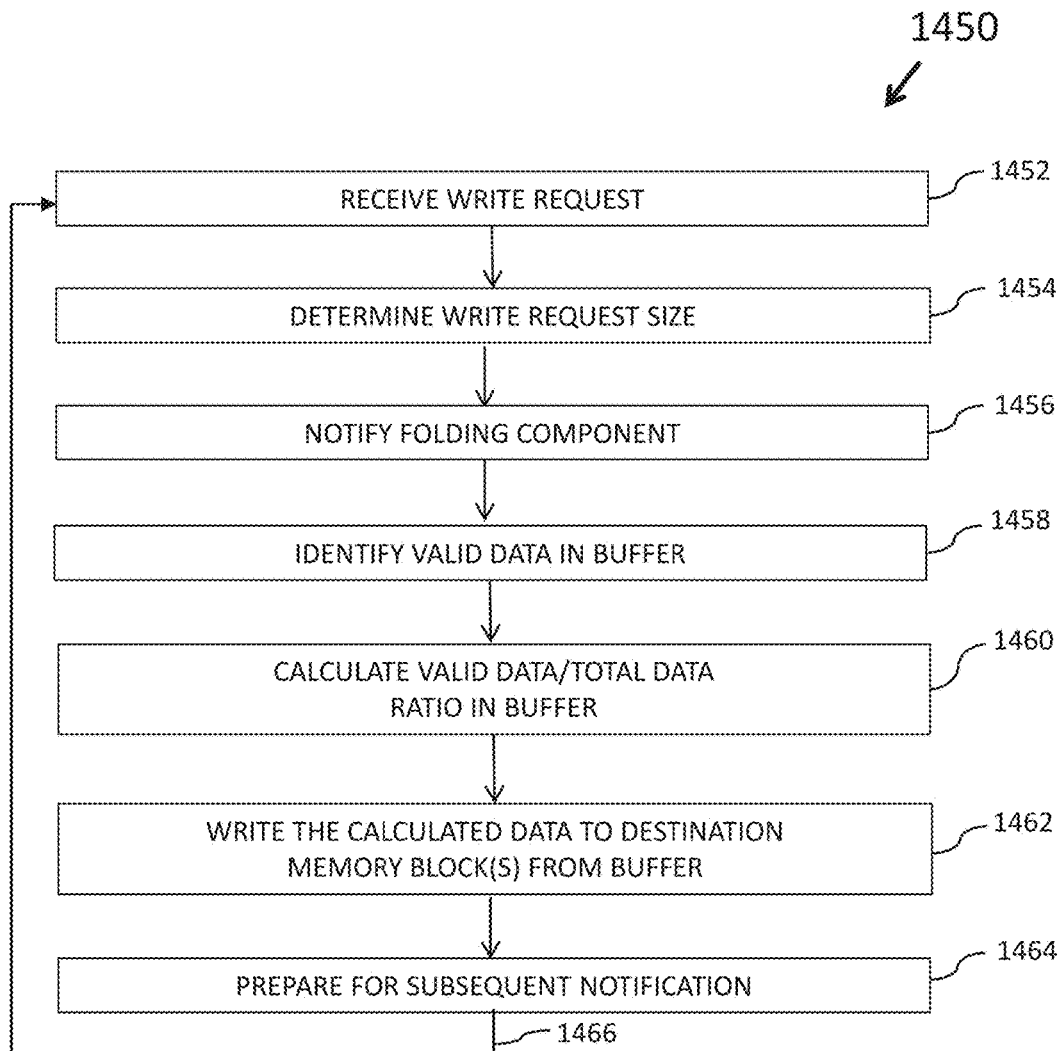 1450
RECEIVE WRITE REQUEST
1452
DETERMINE WRITE REQUEST SIZE
1454
NOTIFY FOLDING COMPONENT
1456
IDENTIFY VALID DATA IN BUFFER
1458
CALCULATE VALID DATA/TOTAL DATA
RATIO IN BUFFER
1460
WRITE THE CALCULATED DATA TO DESTINATION
MEMORY BLOCK(S) FROM BUFFER
1462
PREPARE FOR SUBSEQUENT NOTIFICATION
1464
1466